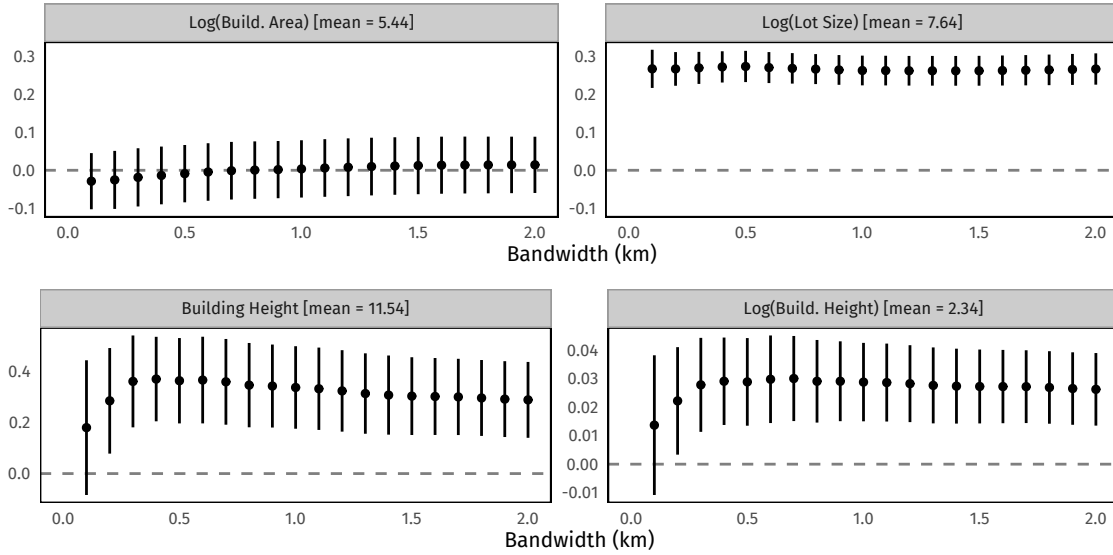 Log(Build. Area) [mean = 5.44]
Log(Lot Size) [mean = 7.64]
0.3
0.2
0.1
0.0
-0.1
0.3
0.2
0.1
0.0
-0.1
0.0 0.5 1.0 1.5 2.0
0.0 0.5 1.0 1.5 2.0
Bandwidth (km)
Building Height [mean = 11.54]
Log(Build. Height) [mean = 2.34]
0.4
0.2
0.0
0.04
0.03
0.02
0.01
0.00
-0.01
0.0 0.5 1.0 1.5 2.0
0.0 0.5 1.0 1.5 2.0
Bandwidth (km)